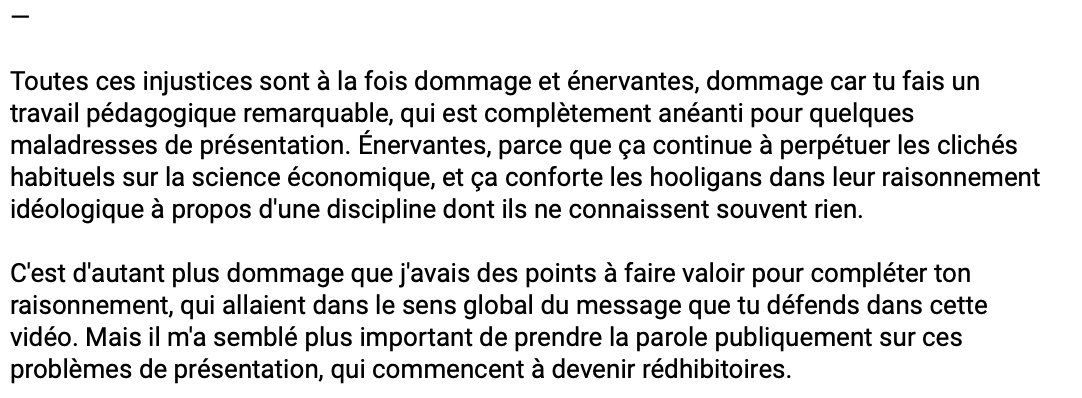 —
Toutes ces injustices sont à la fois dommage et énervantes, dommage car tu fais un
travail pédagogique remarquable, qui est complètement anéanti pour quelques
maladresses de présentation. Énervantes, parce que ça continue à perpétuer les clichés
habituels sur la science économique, et ça conforte les hooligans dans leur raisonnement
idéologique à propos d'une discipline dont ils ne connaissent souvent rien.
C'est d'autant plus dommage que j'avais des points à faire valoir pour compléter ton
raisonnement, qui allaient dans le sens global du message que tu défends dans cette
vidéo. Mais il m'a semblé plus important de prendre la parole publiquement sur ces
problèmes de présentation, qui commencent à devenir rédhibitoires.